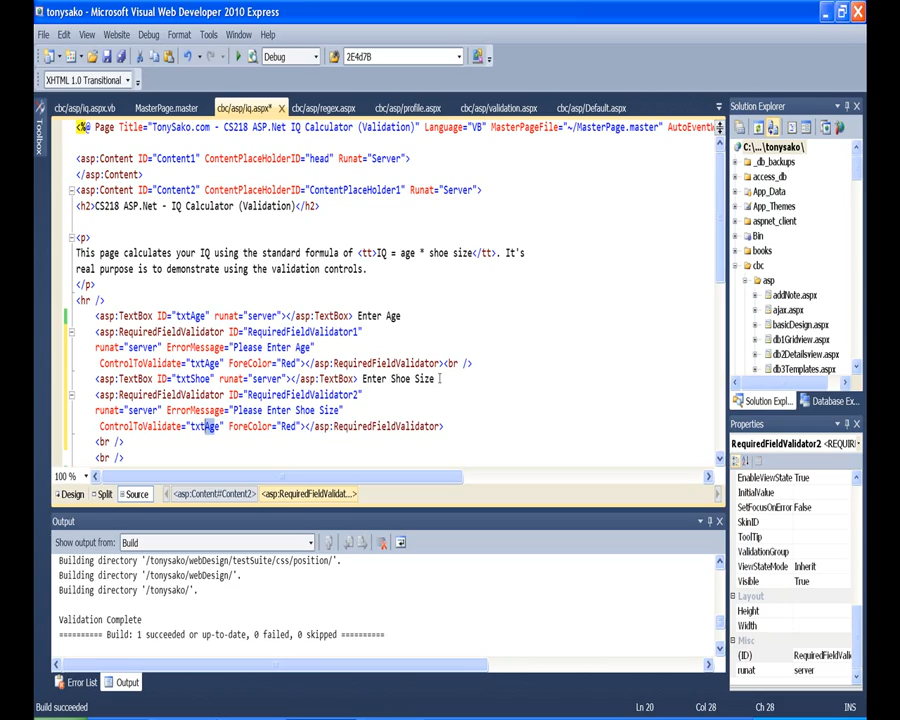 tonysako - Microsoft Visual Web Developer 2010 Express
File Edit View Website Debug Format Tools Window Help
Debug 2E4d7B
XHTML 1.0 Transitional
cbc/asp/iq.aspx.vb MasterPage.master cbc/asp/iq.aspx* cbc/asp/regex.aspx cbc/asp/profile.aspx cbc/asp/validation.aspx cbc/asp/Default.aspx
Toolbox
<%@ Page Title="TonySako.com - CS218 ASP.Net IQ Calculator (Validation)" Language="VB" MasterPageFile="~/MasterPage.master" AutoEventW
<asp:Content ID="Content1" ContentPlaceHolderID="head" Runat="Server">
</asp:Content>
<asp:Content ID="Content2" ContentPlaceHolderID="ContentPlaceHolder1" Runat="Server">
<h2>CS218 ASP.Net - IQ Calculator (Validation)</h2>
<p>
This page calculates your IQ using the standard formula of <tt>IQ = age * shoe size</tt>. It's
real purpose is to demonstrate using the validation controls.
</p>
<hr />
<asp:TextBox ID="txtAge" runat="server"></asp:TextBox> Enter Age
<asp:RequiredFieldValidator ID="RequiredFieldValidator1"
runat="server" ErrorMessage="Please Enter Age"
ControlToValidate="txtAge" ForeColor="Red"></asp:RequiredFieldValidator><br />
<asp:TextBox ID="txtShoe" runat="server"></asp:TextBox> Enter Shoe Size
<asp:RequiredFieldValidator ID="RequiredFieldValidator2"
runat="server" ErrorMessage="Please Enter Shoe Size"
ControlToValidate="txtAge" ForeColor="Red"></asp:RequiredFieldValidator>
<br />
<br />
100 %
Design Split Source <asp:Content#Content2> <asp:RequiredFieldValidat...>
Output
Show output from: Build
Building directory '/tonysako/webDesign/testSuite/css/position/'.
Building directory '/tonysako/webDesign/'.
Building directory '/tonysako/'.
Validation Complete
========== Build: 1 succeeded or up-to-date, 0 failed, 0 skipped ==========
Error List Output
Solution Explorer
C:\...\tonysako\
_db_backups
access_db
App_Data
App_Themes
aspnet_client
Bin
books
cbc
asp
addNote.aspx
ajax.aspx
basicDesign.aspx
db1Gridview.aspx
db2Detailsview.aspx
db3Templates.aspx
Solution Expl... Database Ex...
Properties
RequiredFieldValidator2 <REQUIRE
EnableViewState True
InitialValue
SetFocusOnError False
SkinID
ToolTip
ValidationGroup
ViewStateMode Inherit
Visible True
Layout
Height
Width
Misc
(ID) RequiredFieldVali
runat server
Build succeeded Ln 20 Col 28 Ch 28 INS